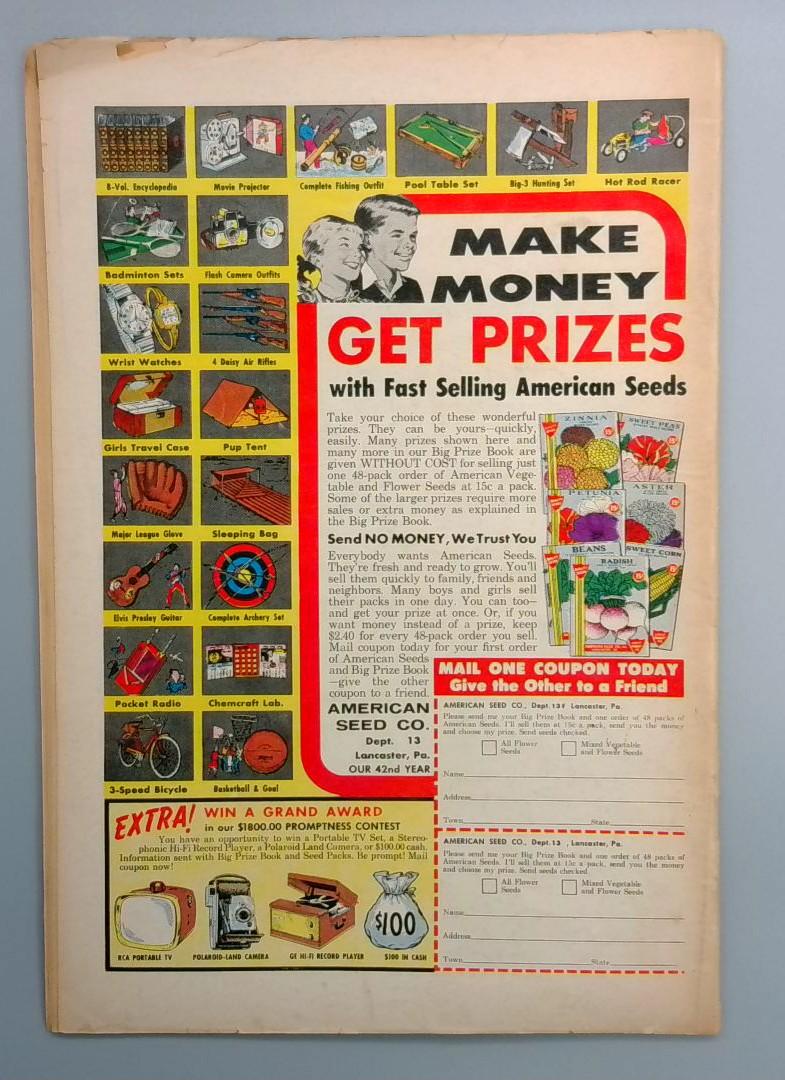 8-Vol. Encyclopedia
Movie Projector
Complete Fishing Outfit
Pool Table Set
Big-3 Hunting Set
Hot Rod Racer
Badminton Sets
Flash Camera Outfits
Wrist Watches
4 Daisy Air Rifles
Girls Travel Case
Pup Tent
Major League Glove
Sleeping Bag
Elvis Presley Guitar
Complete Archery Set
Pocket Radio
Chemcraft Lab.
3-Speed Bicycle
Basketball & Goal
MAKE
MONEY
GET PRIZES
with Fast Selling American Seeds
Take your choice of these wonderful
prizes. They can be yours—quickly,
easily. Many prizes shown here and
many more in our Big Prize Book are
given WITHOUT COST for selling just
one 48-pack order of American Vege-
table and Flower Seeds at 15c a pack.
Some of the larger prizes require more
sales or extra money as explained in
the Big Prize Book.
Send NO MONEY, We Trust You
Everybody wants American Seeds.
They're fresh and ready to grow. You'll
sell them quickly to family, friends and
neighbors. Many boys and girls sell
their packs in one day. You can too—
and get your prize at once. Or, if you
want money instead of a prize, keep
$2.40 for every 48-pack order you sell.
Mail coupon today for your first order
of American Seeds
and Big Prize Book
—give the other
coupon to a friend.
AMERICAN
SEED CO.
Dept. 13
Lancaster, Pa.
OUR 42nd YEAR
ZINNIA
15¢
SWEET PEAS
15¢
PETUNIA
15¢
ASTER
15¢
BEANS
SWEET CORN
RADISH
15¢
MAIL ONE COUPON TODAY
Give the Other to a Friend
AMERICAN SEED CO., Dept. 13F Lancaster, Pa.
Please send me your Big Prize Book and one order of 48 packs of
American Seeds. I'll sell them at 15c a pack, send you the money
and choose my prize. Send seeds checked.
All Flower
Seeds
Mixed Vegetable
and Flower Seeds
Name
Address
Town State
AMERICAN SEED CO., Dept. 13 , Lancaster, Pa.
Please send me your Big Prize Book and one order of 48 packs of
American Seeds. I'll sell them at 15c a pack, send you the money
and choose my prize. Send seeds checked.
All Flower
Seeds
Mixed Vegetable
and Flower Seeds
Name
Address
Town State
EXTRA! WIN A GRAND AWARD
in our $1800.00 PROMPTNESS CONTEST
You have an opportunity to win a Portable TV Set, a Stereo-
phonic Hi-Fi Record Player, a Polaroid Land Camera, or $100.00 cash.
Information sent with Big Prize Book and Seed Packs. Be prompt! Mail
coupon now!
$100
RCA PORTABLE TV
POLAROID-LAND CAMERA
GE HI-FI RECORD PLAYER
$100 IN CASH